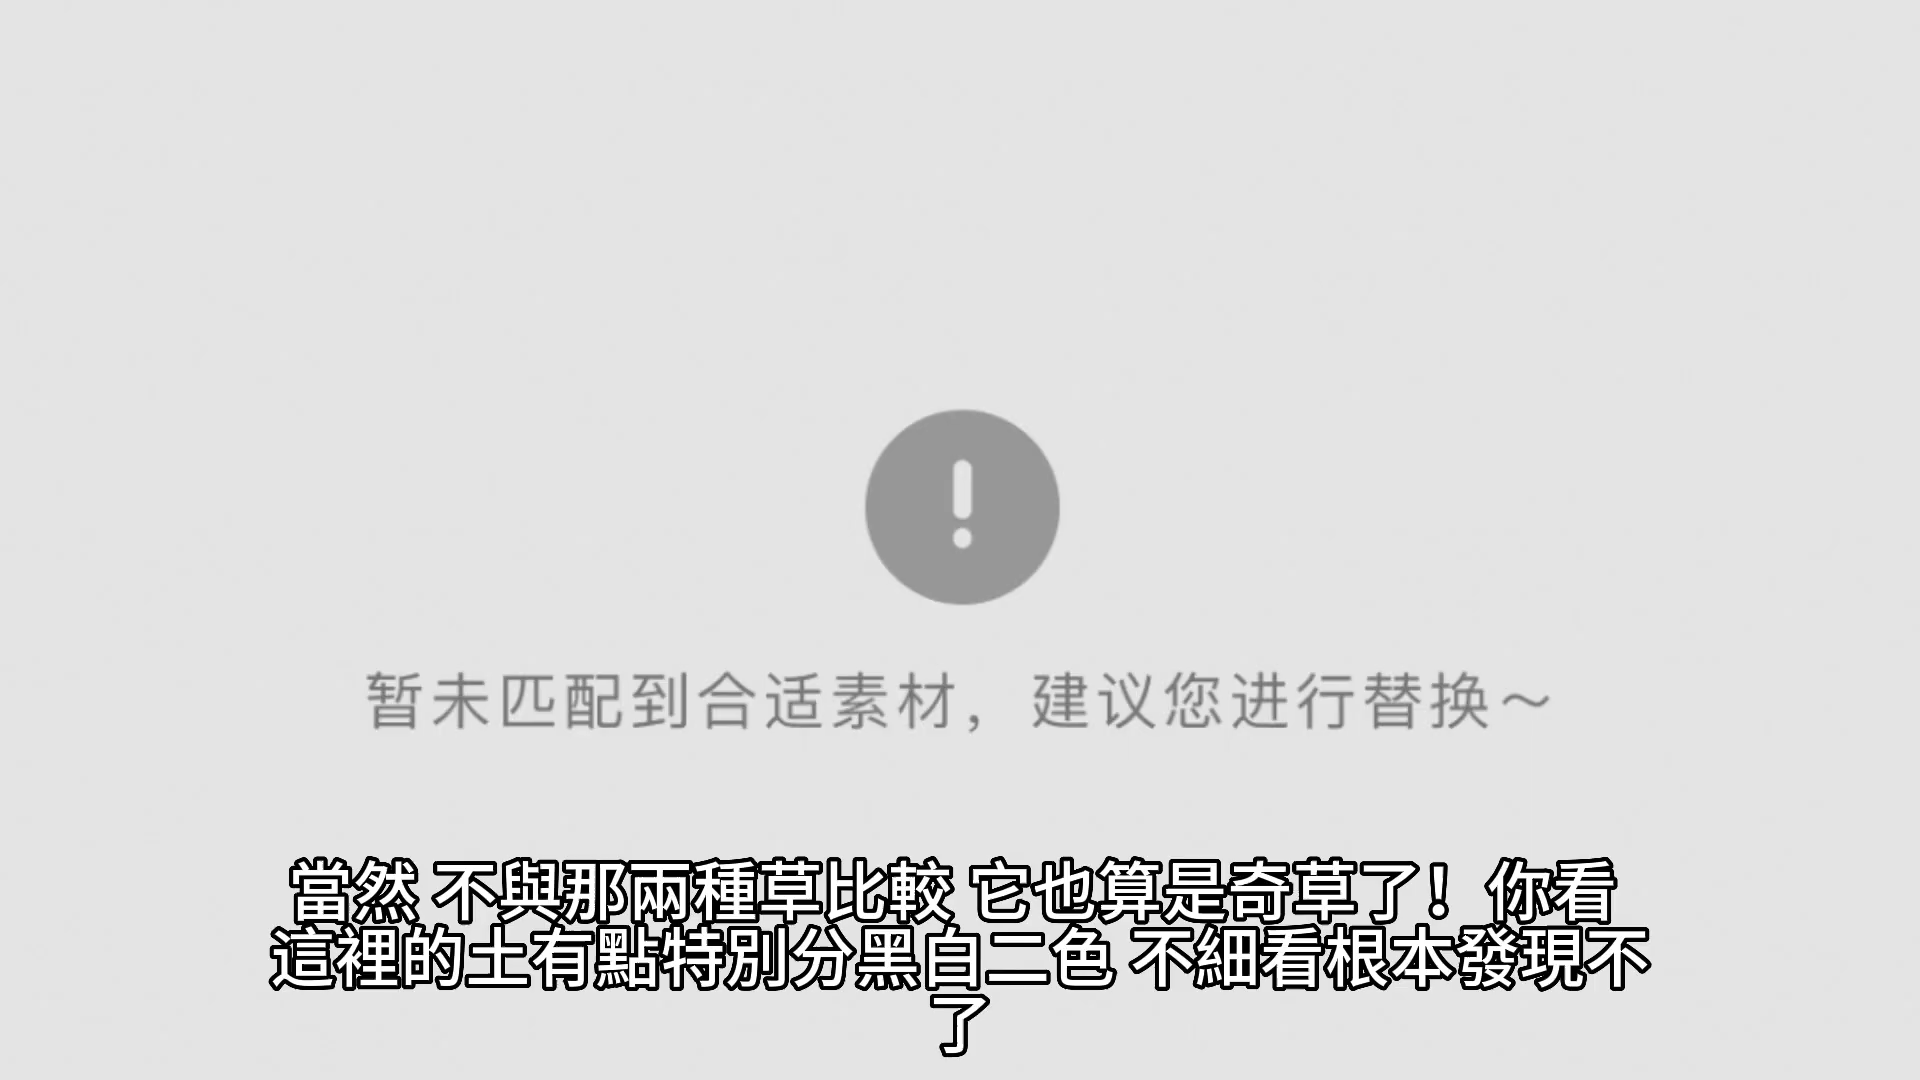 暂未匹配到合适素材，建议您进行替换～
當然 不與那兩種草比較 它也算是奇草了！你看
這裡的土有點特別分黑白二色 不細看根本發現不
了